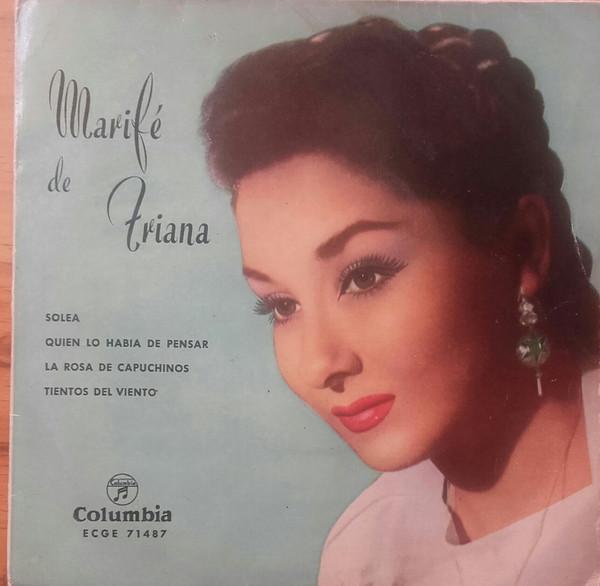 Marifé
de
Triana
SOLEA
QUIEN LO HABIA DE PENSAR
LA ROSA DE CAPUCHINOS
TIENTOS DEL VIENTO
Columbia
Columbia
ECGE 71487